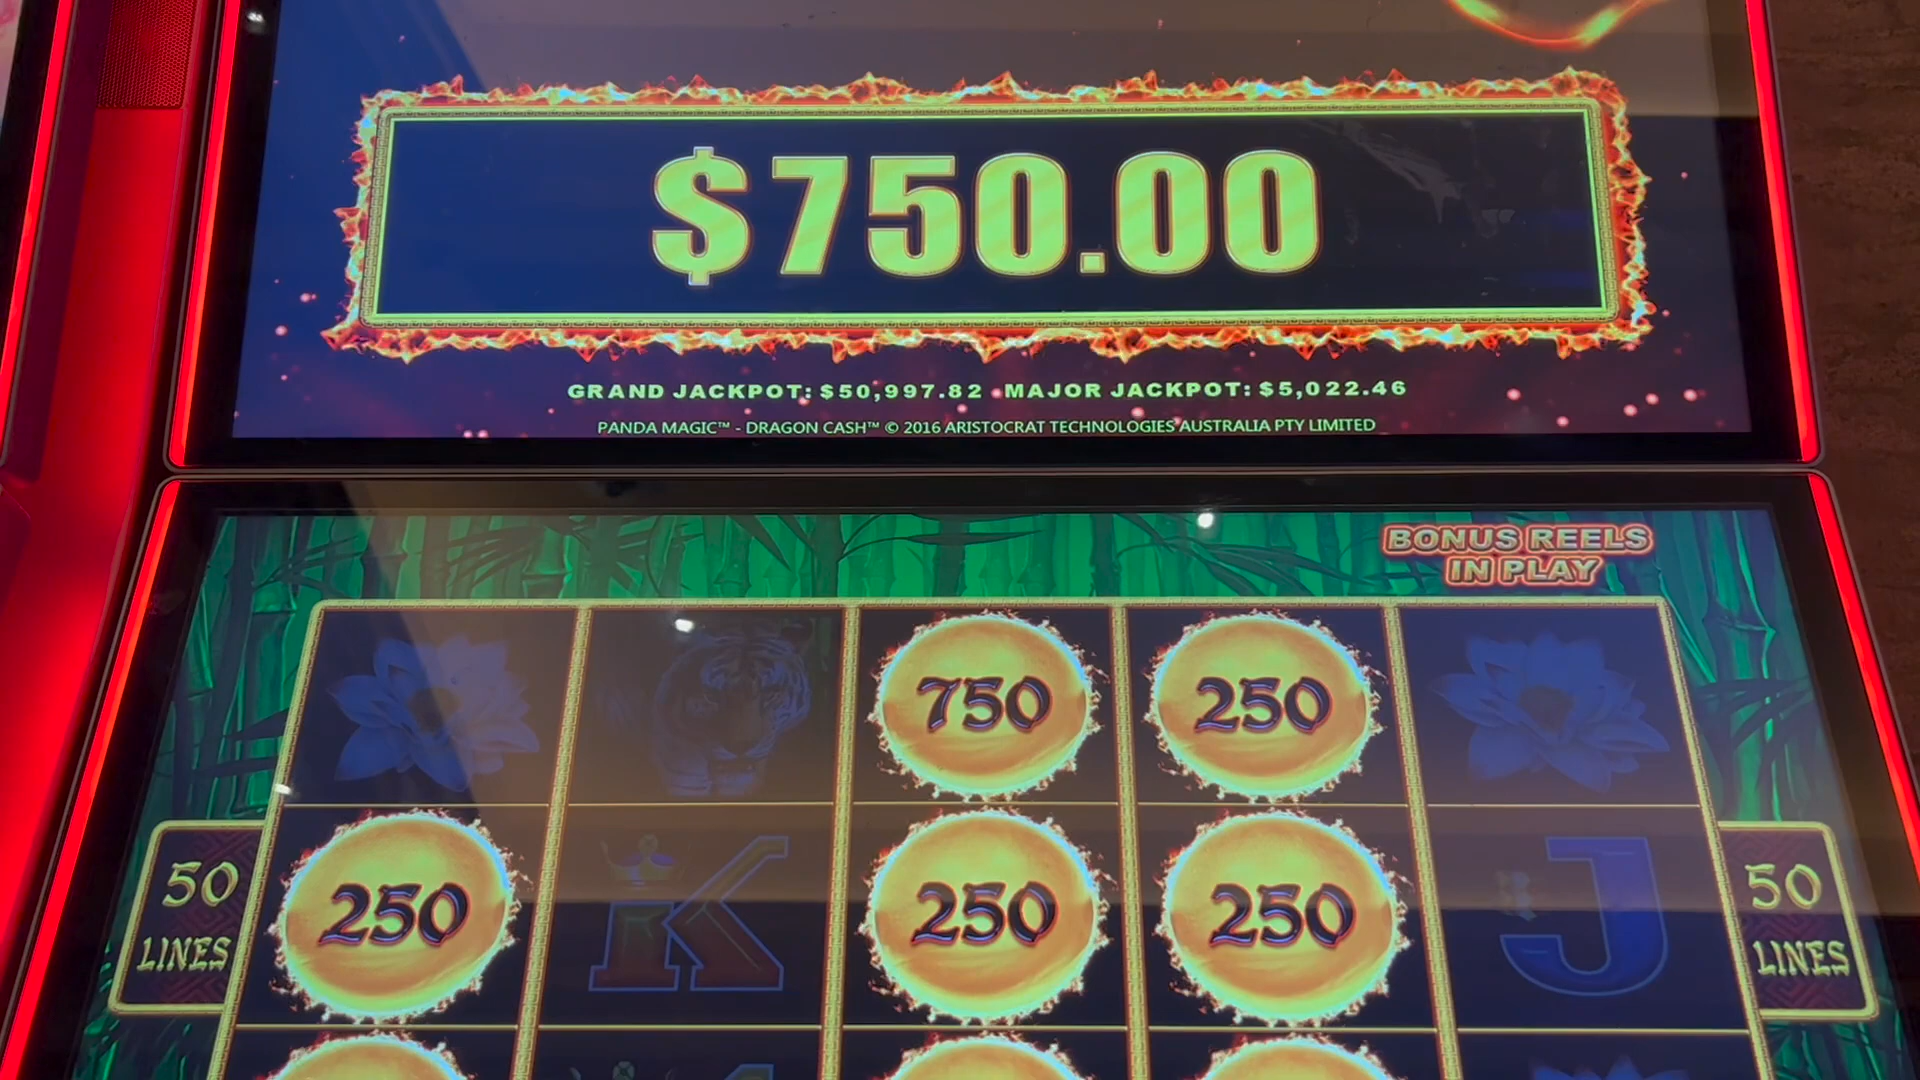 $750.00
GRAND JACKPOT: $50,997.82 MAJOR JACKPOT: $5,022.46
PANDA MAGIC™ - DRAGON CASH™ © 2016 ARISTOCRAT TECHNOLOGIES AUSTRALIA PTY LIMITED
BONUS REELS
IN PLAY
750 250
50 50
250 K 250 250 J
LINES LINES